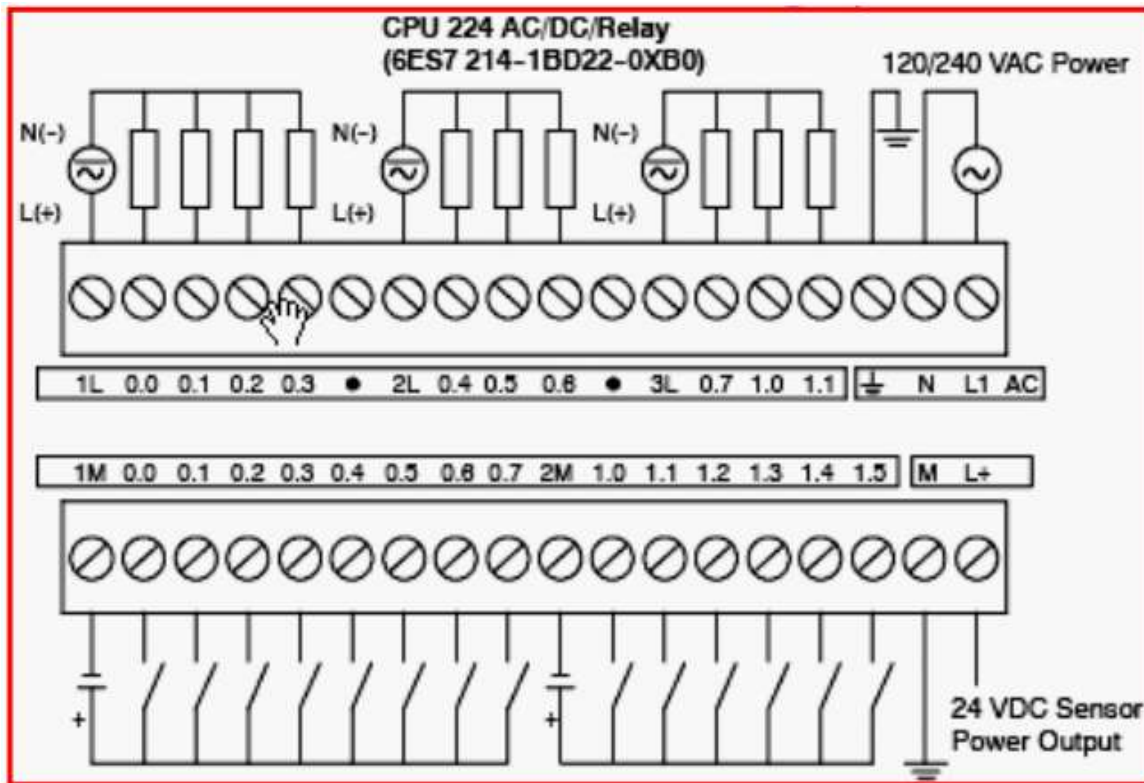 CPU 224 AC/DC/Relay
(6ES7 214-1BD22-0XB0)
120/240 VAC Power
N(-) N(-) N(-)
L(+) L(+) L(+)
1L 0.0 0.1 0.2 0.3 ● 2L 0.4 0.5 0.6 ● 3L 0.7 1.0 1.1 ⏚ N L1 AC
1M 0.0 0.1 0.2 0.3 0.4 0.5 0.6 0.7 2M 1.0 1.1 1.2 1.3 1.4 1.5 M L+
+ +
24 VDC Sensor
Power Output